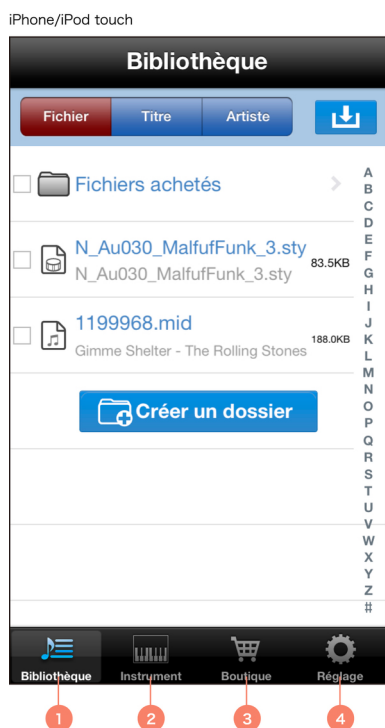 iPhone/iPod touch
Bibliothèque
Fichier Titre Artiste
Fichiers achetés
N_Au030_MalfufFunk_3.sty
N_Au030_MalfufFunk_3.sty
83.5KB
1199968.mid
Gimme Shelter - The Rolling Stones
188.0KB
Créer un dossier
A
B
C
D
E
F
G
H
I
J
K
L
M
N
O
P
Q
R
S
T
U
V
W
X
Y
Z
#
Bibliothèque Instrument Boutique Réglage
1 2 3 4